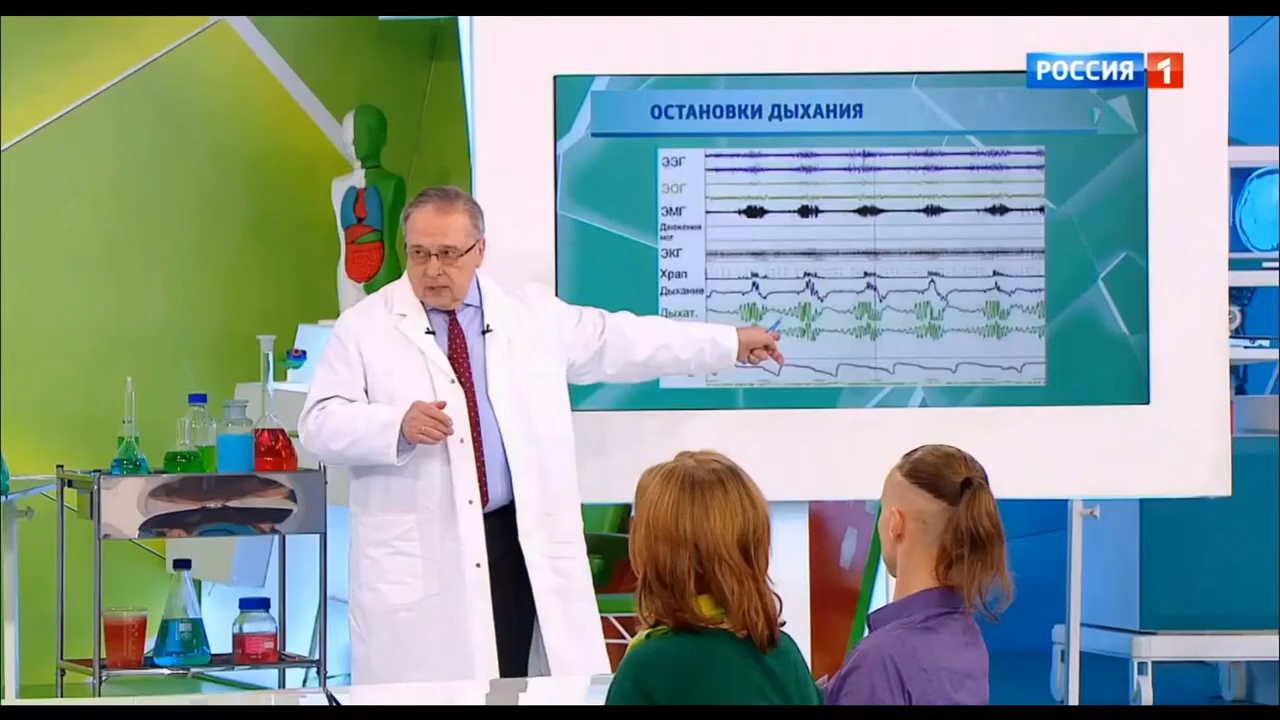 РОССИЯ 1
ОСТАНОВКИ ДЫХАНИЯ
ЭЭГ
ЭОГ
ЭМГ
Движения
ног
ЭКГ
Храп
Дыхание
Дыхат.